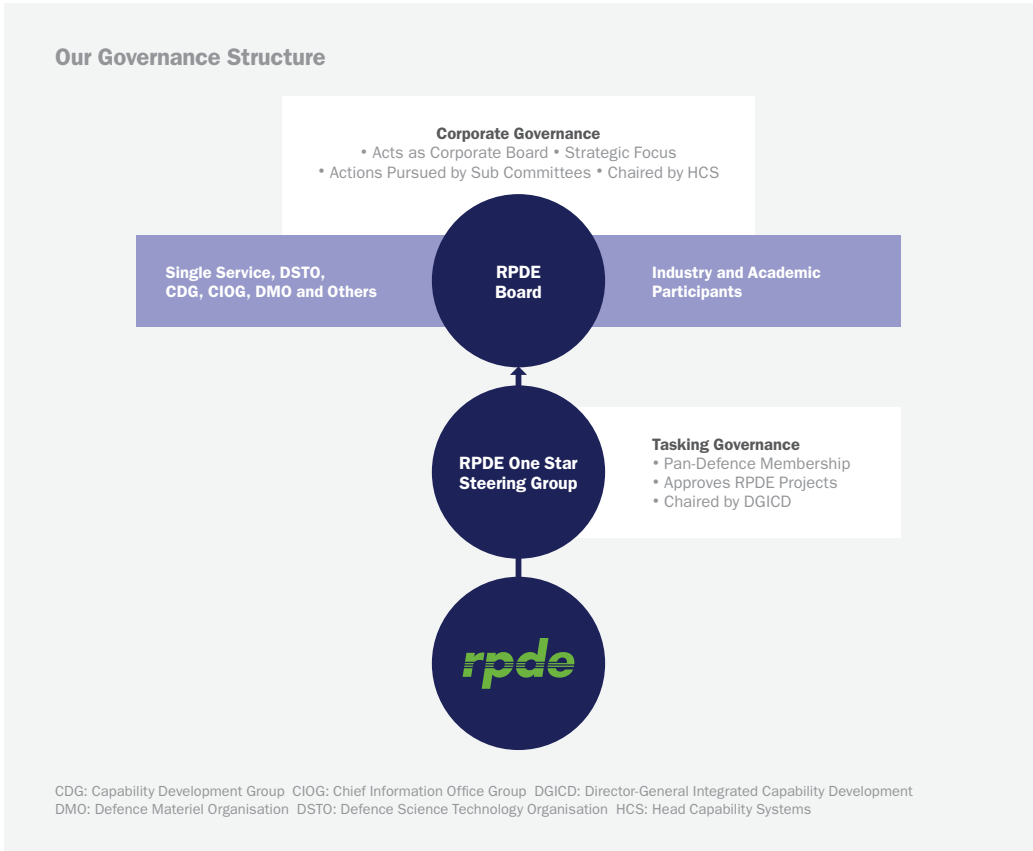 Our Governance Structure
Corporate Governance
• Acts as Corporate Board • Strategic Focus
• Actions Pursued by Sub Committees • Chaired by HCS
Single Service, DSTO,
CDG, CIOG, DMO and Others
RPDE
Board
Industry and Academic
Participants
RPDE One Star
Steering Group
Tasking Governance
• Pan-Defence Membership
• Approves RPDE Projects
• Chaired by DGICD
rpde
CDG: Capability Development Group CIOG: Chief Information Office Group DGICD: Director-General Integrated Capability Development
DMO: Defence Materiel Organisation DSTO: Defence Science Technology Organisation HCS: Head Capability Systems